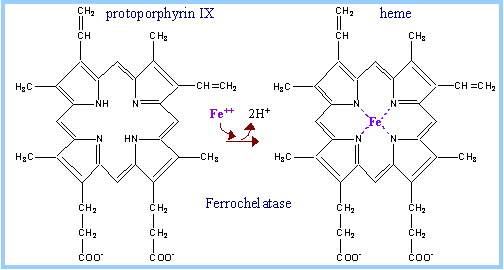 CH₂ protoporphyrin IX CH₂ heme
CH CH₃ CH CH₃
H₃C CH=CH₂ H₃C CH=CH₂
NH N N N
Fe⁺⁺ 2H⁺ Fe
N HN N N
H₃C CH₃ H₃C CH₃
CH₂ CH₂ Ferrochelatase CH₂ CH₂
CH₂ CH₂ CH₂ CH₂
COO⁻ COO⁻ COO⁻ COO⁻